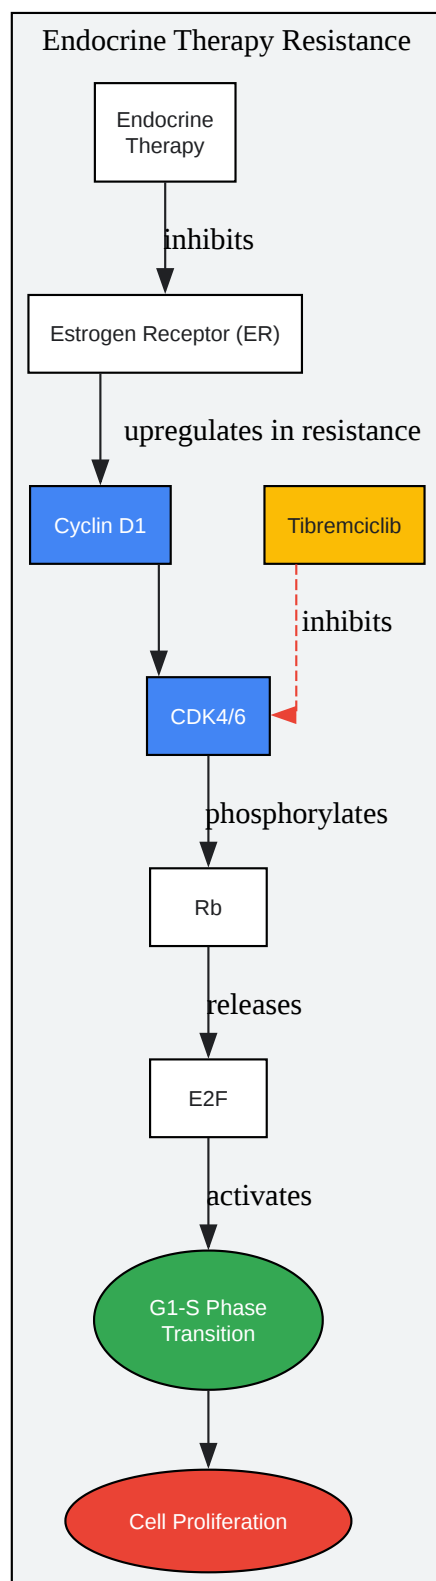 Endocrine Therapy Resistance
Endocrine
Therapy
inhibits
Estrogen Receptor (ER)
upregulates in resistance
Cyclin D1
Tibremciclib
inhibits
CDK4/6
phosphorylates
Rb
releases
E2F
activates
G1-S Phase
Transition
Cell Proliferation